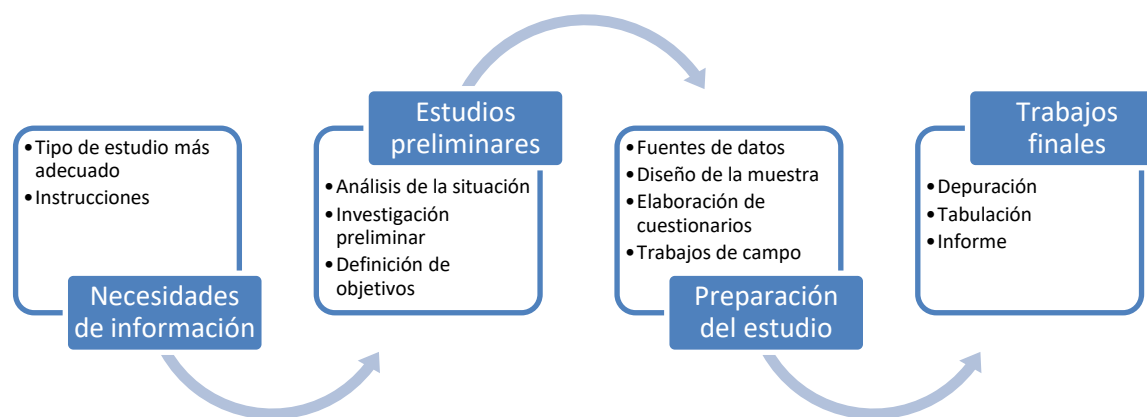 •Tipo de estudio más
adecuado
•Instrucciones
Necesidades
de información
Estudios
preliminares
•Análisis de la situación
•Investigación
preliminar
•Definición de
objetivos
•Fuentes de datos
•Diseño de la muestra
•Elaboración de
cuestionarios
•Trabajos de campo
Preparación
del estudio
Trabajos
finales
•Depuración
•Tabulación
•Informe